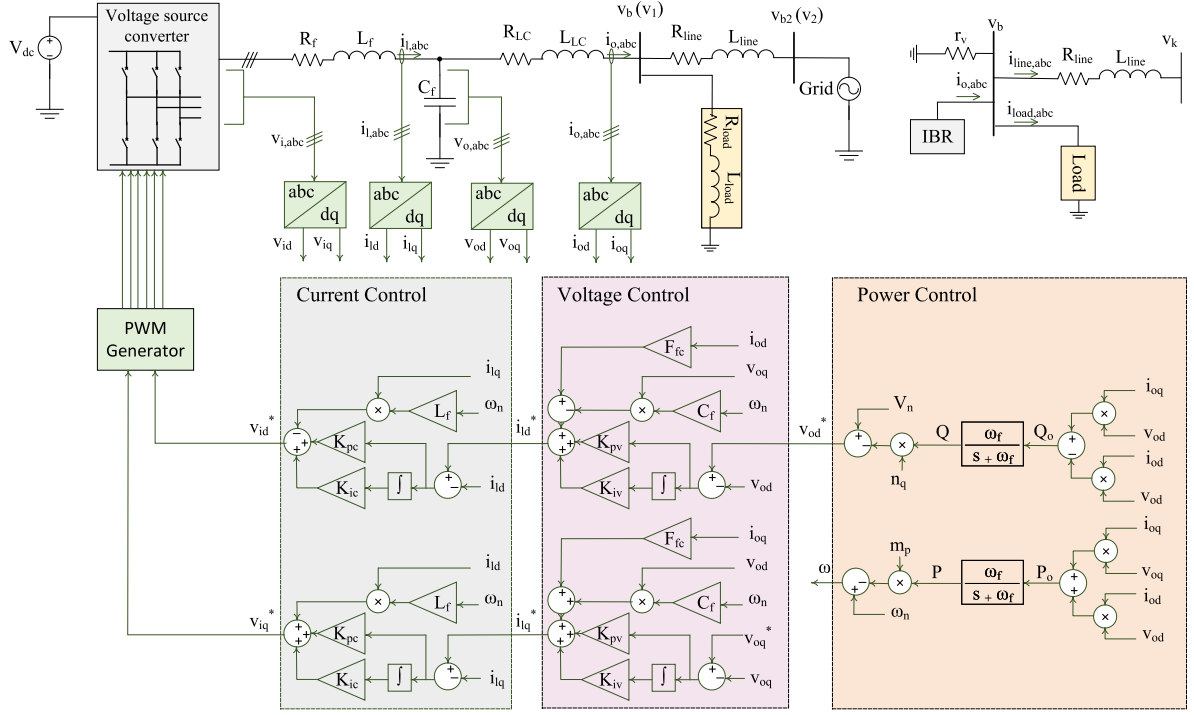 Voltage source
converter
V_dc
R_f
L_f
i_l,abc
R_LC
L_LC
i_o,abc
v_b (v_1)
R_line
L_line
v_b2 (v_2)
Grid
C_f
v_i,abc
i_l,abc
v_o,abc
i_o,abc
R_load
L_load
abc
dq
abc
dq
abc
dq
abc
dq
v_id
v_iq
i_ld
i_lq
v_od
v_oq
i_od
i_oq
r_v
v_b
v_k
i_line,abc
R_line
L_line
i_o,abc
i_load,abc
IBR
Load
PWM
Generator
v_id*
v_iq*
Current Control
i_lq
ω_n
L_f
K_pc
K_ic
∫
i_ld
i_ld
ω_n
L_f
K_pc
K_ic
∫
i_lq
i_ld*
i_lq*
Voltage Control
F_fc
i_od
v_oq
ω_n
C_f
K_pv
K_iv
∫
v_od
F_fc
i_oq
v_od
ω_n
C_f
K_pv
K_iv
∫
v_oq*
v_oq
v_od*
Power Control
V_n
n_q
Q
ω_f
s + ω_f
Q_o
i_oq
v_od
i_od
v_od
ω
m_p
ω_n
P
ω_f
s + ω_f
P_o
i_oq
v_oq
i_od
v_od